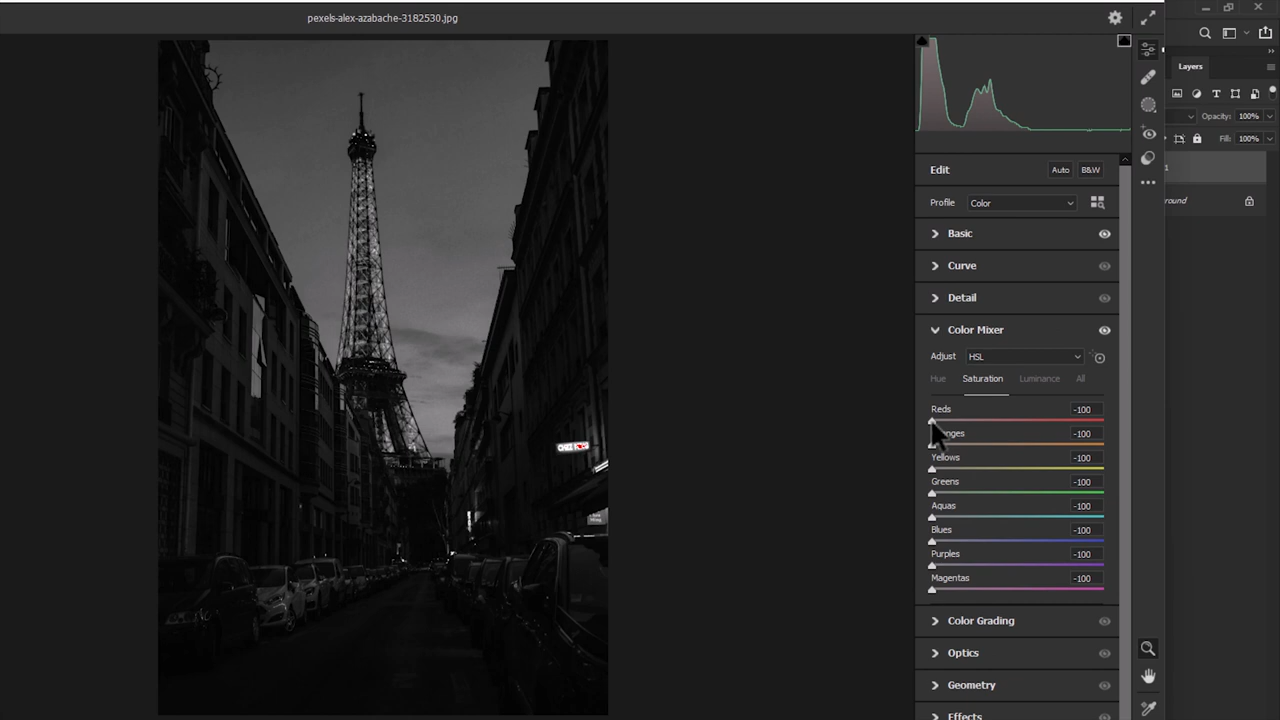 pexels-alex-azabache-3182530.jpg
Layers
Opacity: 100%
Fill: 100%
1
round
Edit
Auto
B&W
Profile
Color
Basic
Curve
Detail
Color Mixer
Adjust
HSL
Hue
Saturation
Luminance
All
Reds -100
nges -100
Yellows -100
Greens -100
Aquas -100
Blues -100
Purples -100
Magentas -100
Color Grading
Optics
Geometry
Effects